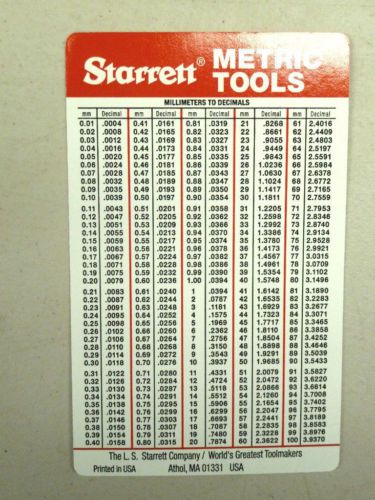 Starrett® METRIC
TOOLS
MILLIMETERS TO DECIMALS
mm Decimal mm Decimal mm Decimal mm Decimal mm Decimal
0.01 .0004 0.41 .0161 0.81 .0319 21 .8268 61 2.4016
0.02 .0008 0.42 .0165 0.82 .0323 22 .8661 62 2.4409
0.03 .0012 0.43 .0169 0.83 .0327 23 .9055 63 2.4803
0.04 .0016 0.44 .0173 0.84 .0331 24 .9449 64 2.5197
0.05 .0020 0.45 .0177 0.85 .0335 25 .9843 65 2.5591
0.06 .0024 0.46 .0181 0.86 .0339 26 1.0236 66 2.5984
0.07 .0028 0.47 .0185 0.87 .0343 27 1.0630 67 2.6378
0.08 .0032 0.48 .0189 0.88 .0347 28 1.1024 68 2.6772
0.09 .0035 0.49 .0193 0.89 .0350 29 1.1417 69 2.7165
0.10 .0039 0.50 .0197 0.90 .0354 30 1.1811 70 2.7559
0.11 .0043 0.51 .0201 0.91 .0358 31 1.2205 71 2.7953
0.12 .0047 0.52 .0205 0.92 .0362 32 1.2598 72 2.8346
0.13 .0051 0.53 .0209 0.93 .0366 33 1.2992 73 2.8740
0.14 .0055 0.54 .0213 0.94 .0370 34 1.3386 74 2.9134
0.15 .0059 0.55 .0217 0.95 .0374 35 1.3780 75 2.9528
0.16 .0063 0.56 .0221 0.96 .0378 36 1.4173 76 2.9921
0.17 .0067 0.57 .0224 0.97 .0382 37 1.4567 77 3.0315
0.18 .0071 0.58 .0228 0.98 .0386 38 1.4961 78 3.0709
0.19 .0075 0.59 .0232 0.99 .0390 39 1.5354 79 3.1102
0.20 .0079 0.60 .0236 1.00 .0394 40 1.5748 80 3.1496
0.21 .0083 0.61 .0240 1 .0394 41 1.6142 81 3.1890
0.22 .0087 0.62 .0244 2 .0787 42 1.6535 82 3.2283
0.23 .0091 0.63 .0248 3 .1181 43 1.6929 83 3.2677
0.24 .0095 0.64 .0252 4 .1575 44 1.7323 84 3.3071
0.25 .0098 0.65 .0256 5 .1969 45 1.7717 85 3.3465
0.26 .0102 0.66 .0260 6 .2362 46 1.8110 86 3.3858
0.27 .0106 0.67 .0264 7 .2756 47 1.8504 87 3.4252
0.28 .0110 0.68 .0268 8 .3150 48 1.8898 88 3.4646
0.29 .0114 0.69 .0272 9 .3543 49 1.9291 89 3.5039
0.30 .0118 0.70 .0276 10 .3937 50 1.9685 90 3.5433
0.31 .0122 0.71 .0280 11 .4331 51 2.0079 91 3.5827
0.32 .0126 0.72 .0284 12 .4724 52 2.0472 92 3.6220
0.33 .0130 0.73 .0287 13 .5118 53 2.0866 93 3.6614
0.34 .0134 0.74 .0291 14 .5512 54 2.1260 94 3.7008
0.35 .0138 0.75 .0295 15 .5906 55 2.1654 95 3.7402
0.36 .0142 0.76 .0299 16 .6299 56 2.2047 96 3.7795
0.37 .0146 0.77 .0303 17 .6693 57 2.2441 97 3.8189
0.38 .0150 0.78 .0307 18 .7087 58 2.2835 98 3.8583
0.39 .0154 0.79 .0311 19 .7480 59 2.3228 99 3.8976
0.40 .0158 0.80 .0315 20 .7874 60 2.3622 100 3.9370
The L. S. Starrett Company / World's Greatest Toolmakers
Printed in USA Athol, MA 01331 USA